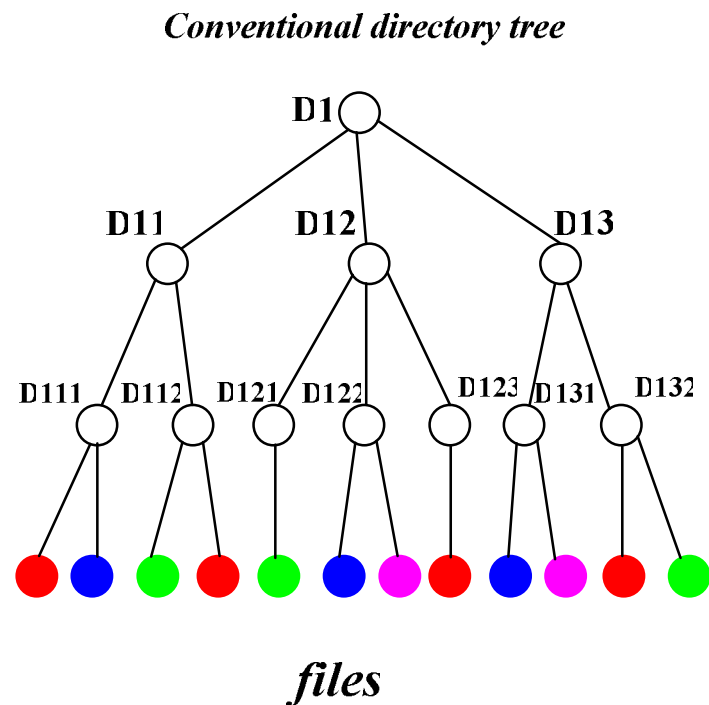 Conventional directory tree
D1
D11 D12 D13
D111 D112 D121 D122 D123 D131 D132
files